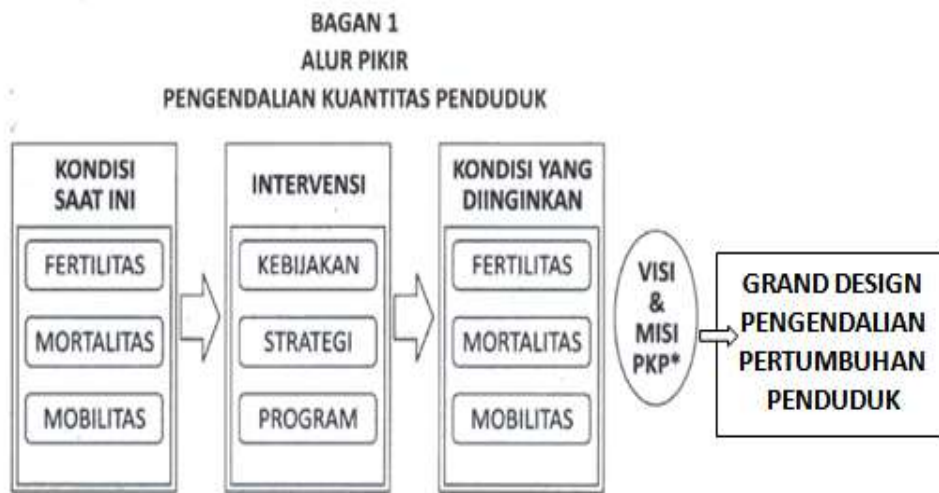 BAGAN 1
ALUR PIKIR
PENGENDALIAN KUANTITAS PENDUDUK
KONDISI
SAAT INI
FERTILITAS
MORTALITAS
MOBILITAS
INTERVENSI
KEBIJAKAN
STRATEGI
PROGRAM
KONDISI YANG
DIINGINKAN
FERTILITAS
MORTALITAS
MOBILITAS
VISI
&
MISI
PKP*
GRAND DESIGN
PENGENDALIAN
PERTUMBUHAN
PENDUDUK